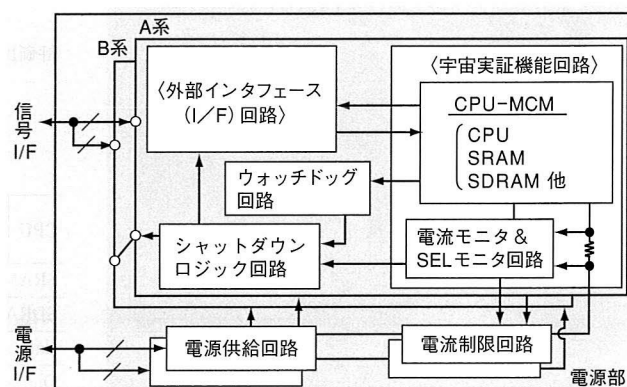 A系
B系
〈外部インタフェース
(I/F)回路〉
〈宇宙実証機能回路〉
CPU-MCM
CPU
SRAM
SDRAM 他
信号
I/F
ウォッチドッグ
回路
シャットダウン
ロジック回路
電流モニタ&
SELモニタ回路
電源
I/F
電源供給回路
電流制限回路
電源部